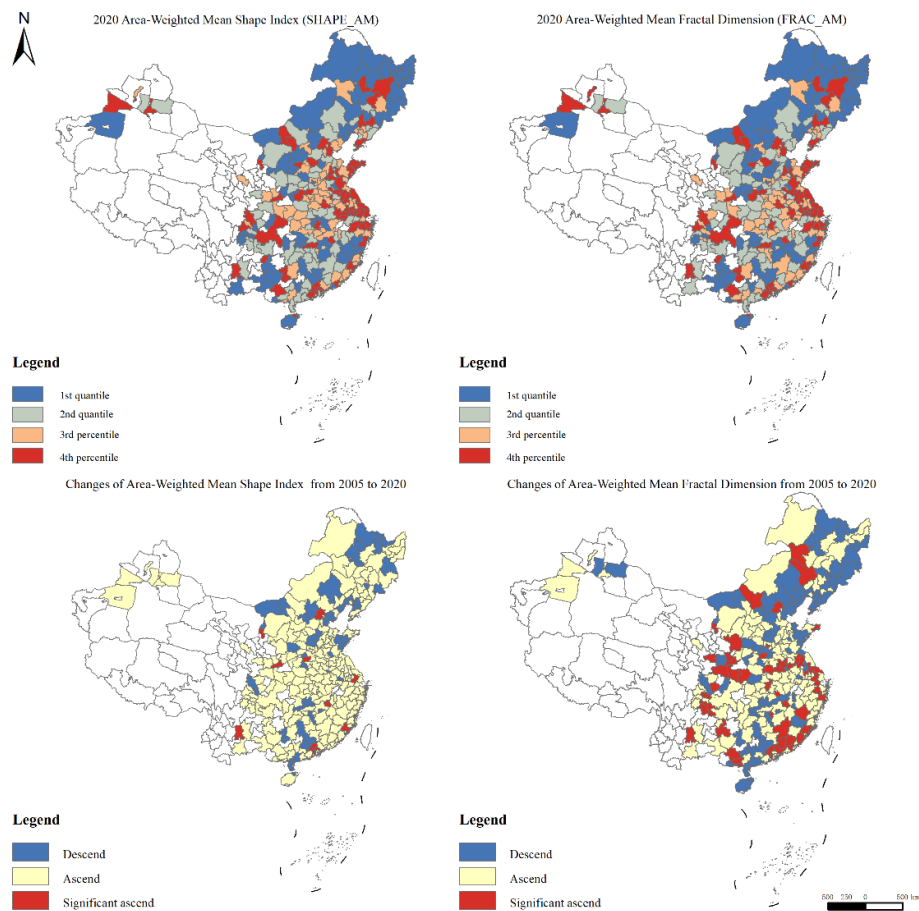 2020 Area-Weighted Mean Shape Index (SHAPE_AM)
2020 Area-Weighted Mean Fractal Dimension (FRAC_AM)
N
Legend
1st quantile
2nd quantile
3rd percentile
4th percentile
Legend
1st quantile
2nd quantile
3rd percentile
4th percentile
Changes of Area-Weighted Mean Shape Index from 2005 to 2020
Changes of Area-Weighted Mean Fractal Dimension from 2005 to 2020
Legend
Descend
Ascend
Significant ascend
Legend
Descend
Ascend
Significant ascend
500 250 0 500 km